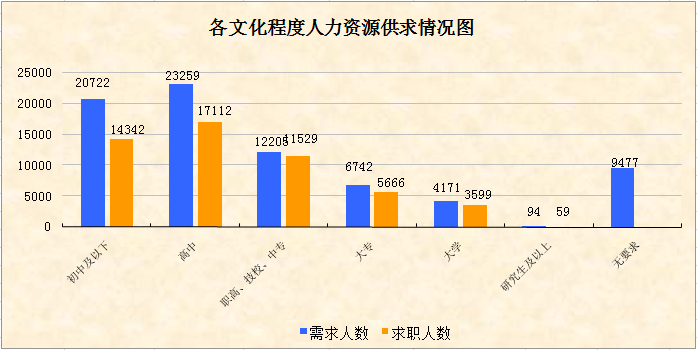 各文化程度人力资源供求情况图
25000
20000
15000
10000
5000
0
20722
14342
23259
17112
12205
11529
6742
5666
4171
3599
94
59
9477
初中及以下
高中
职高、技校、中专
大专
大学
研究生及以上
无要求
需求人数
求职人数